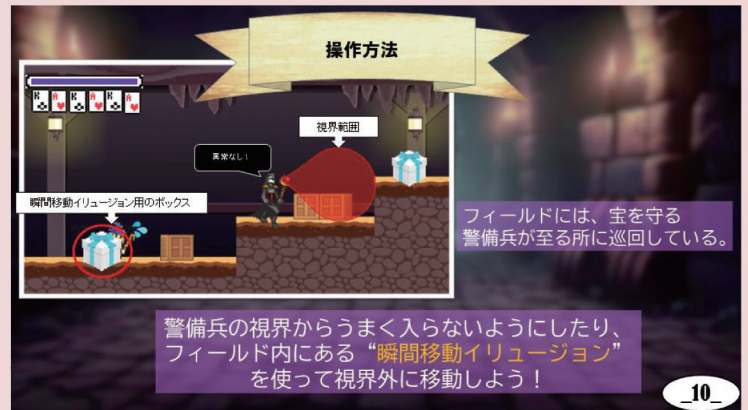 操作方法
視界範囲
異常なし!
瞬間移動イリュージョン用のボックス
フィールドには、宝を守る
警備兵が至る所に巡回している。
警備兵の視界からうまく入らないようにしたり、
フィールド内にある“瞬間移動イリュージョン”
を使って視界外に移動しよう!
_10_